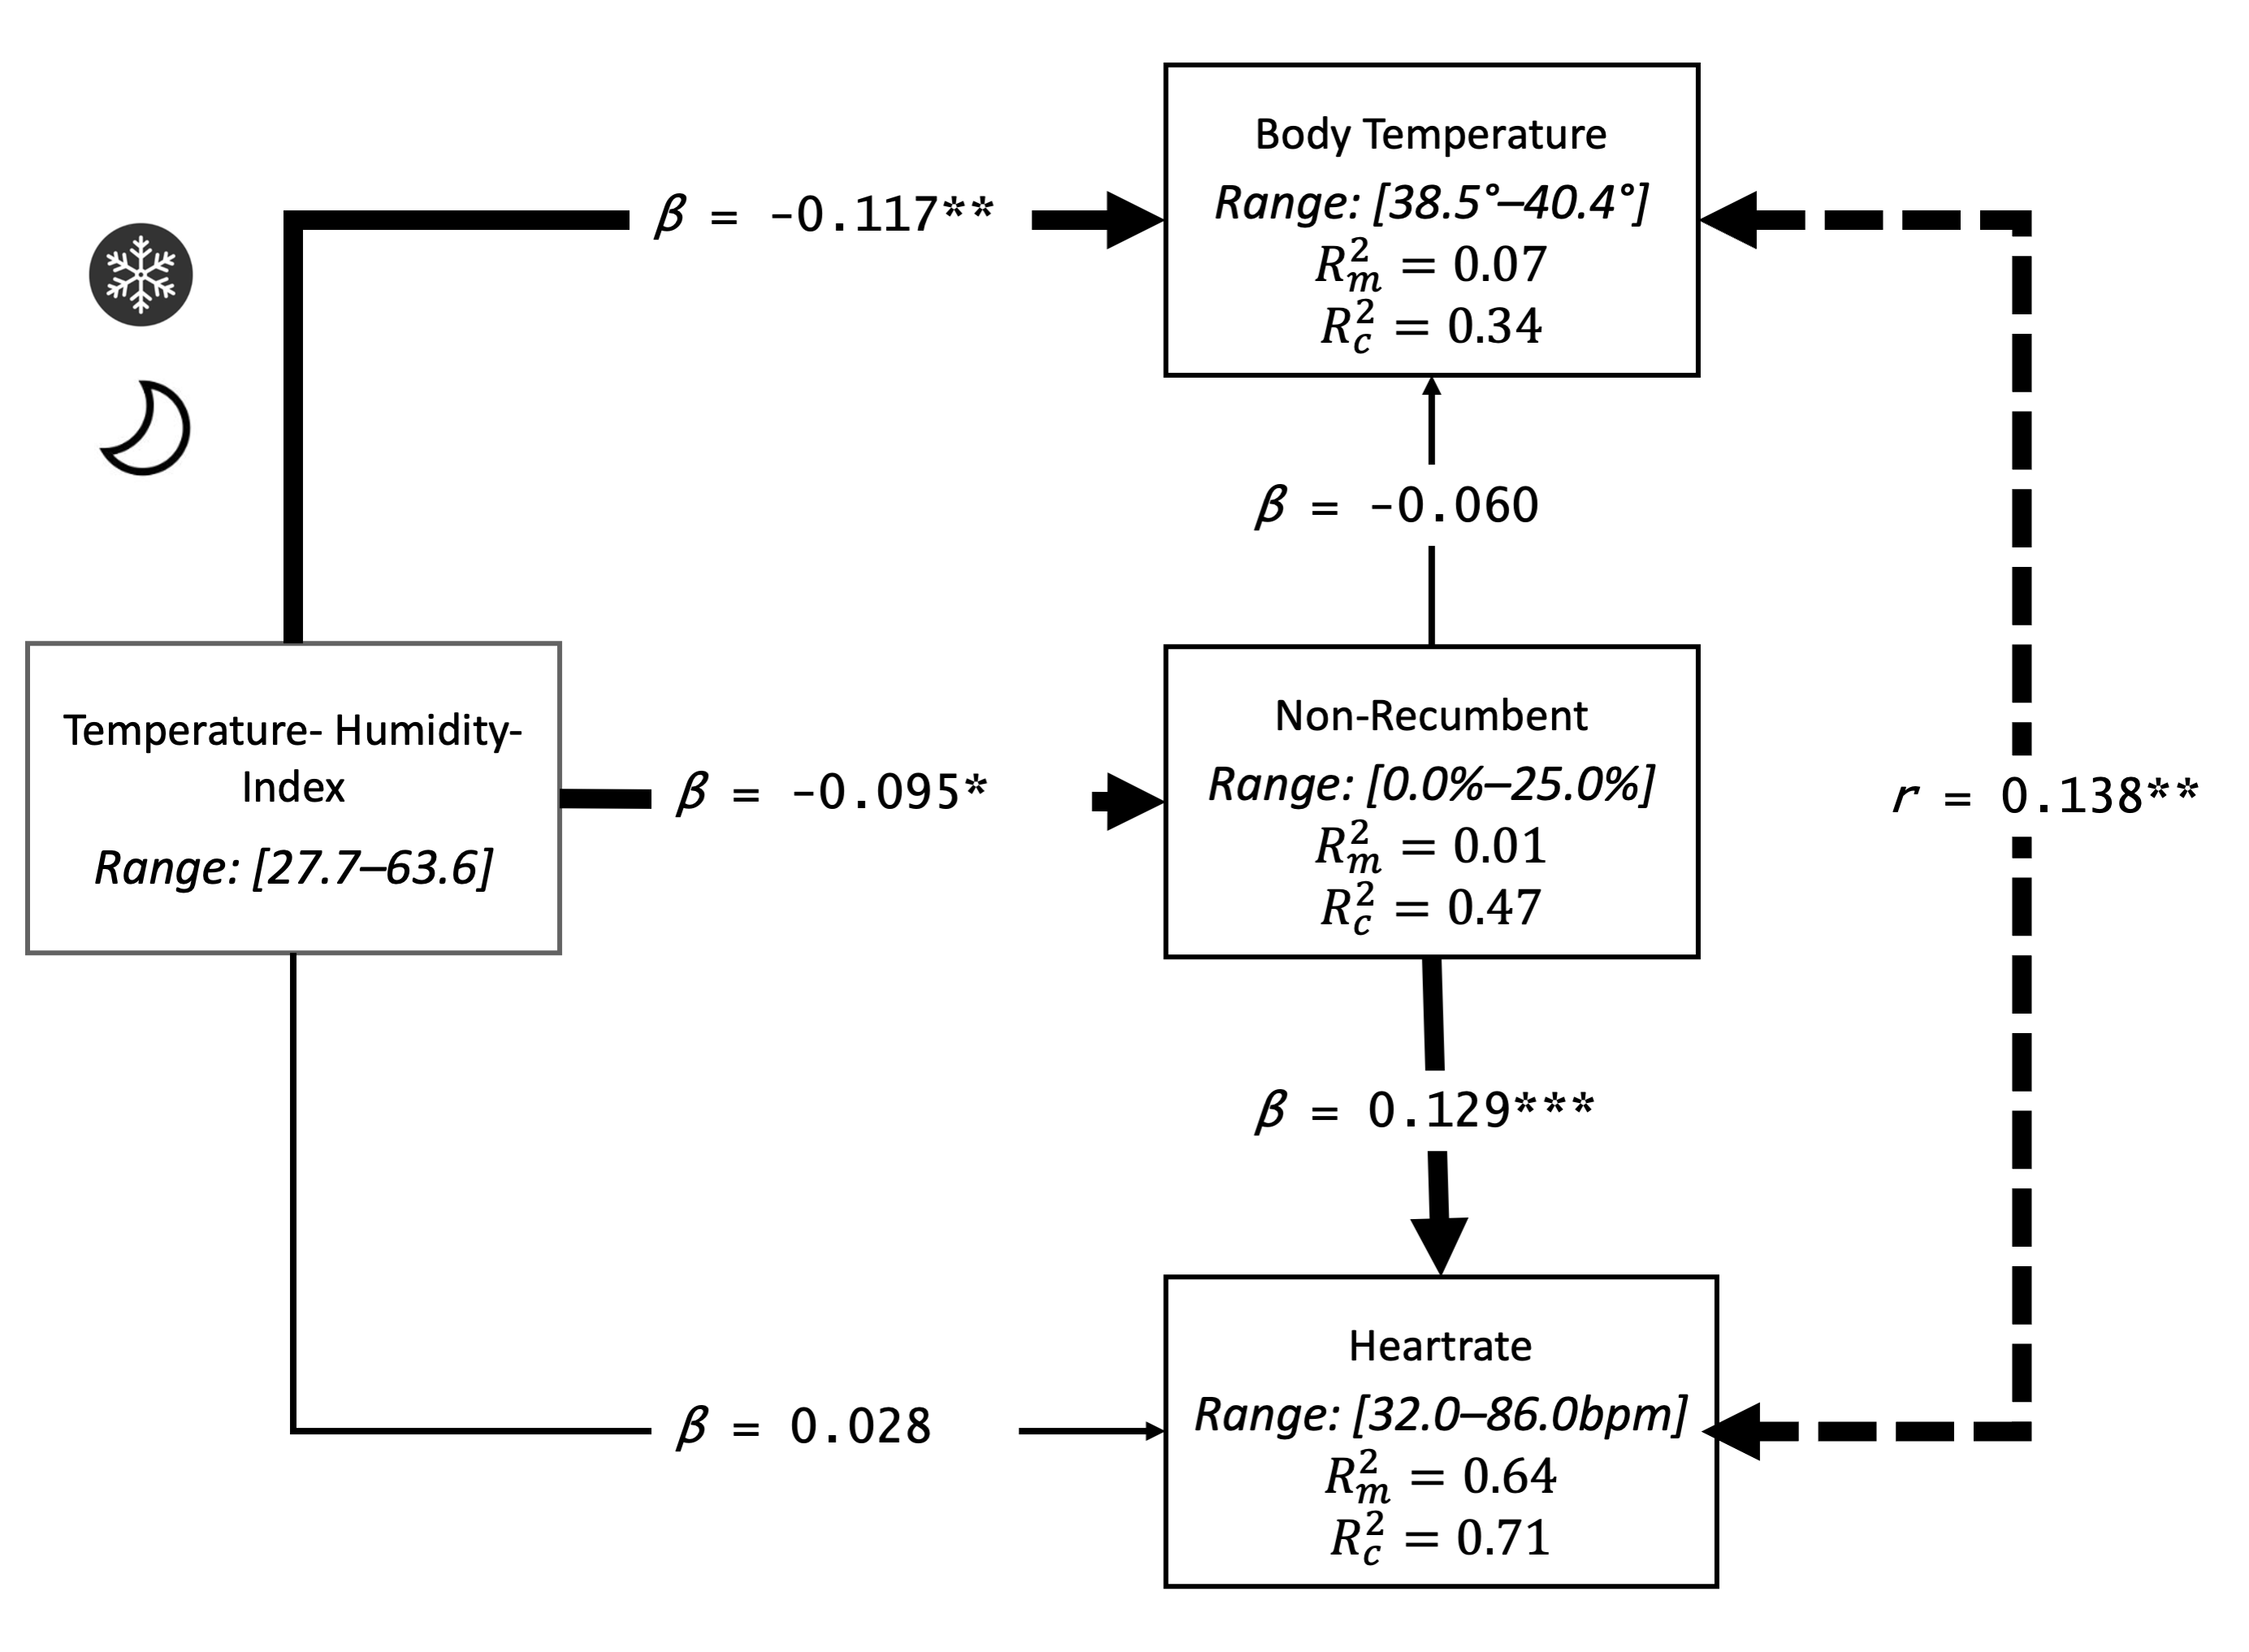 Body Temperature
Range: [38.5°–40.4°]
R²m = 0.07
R²c = 0.34
β = -0.117**
β = -0.060
Temperature- Humidity-
Index
Range: [27.7–63.6]
β = -0.095*
Non-Recumbent
Range: [0.0%–25.0%]
R²m = 0.01
R²c = 0.47
r = 0.138**
β = 0.129***
β = 0.028
Heartrate
Range: [32.0–86.0bpm]
R²m = 0.64
R²c = 0.71